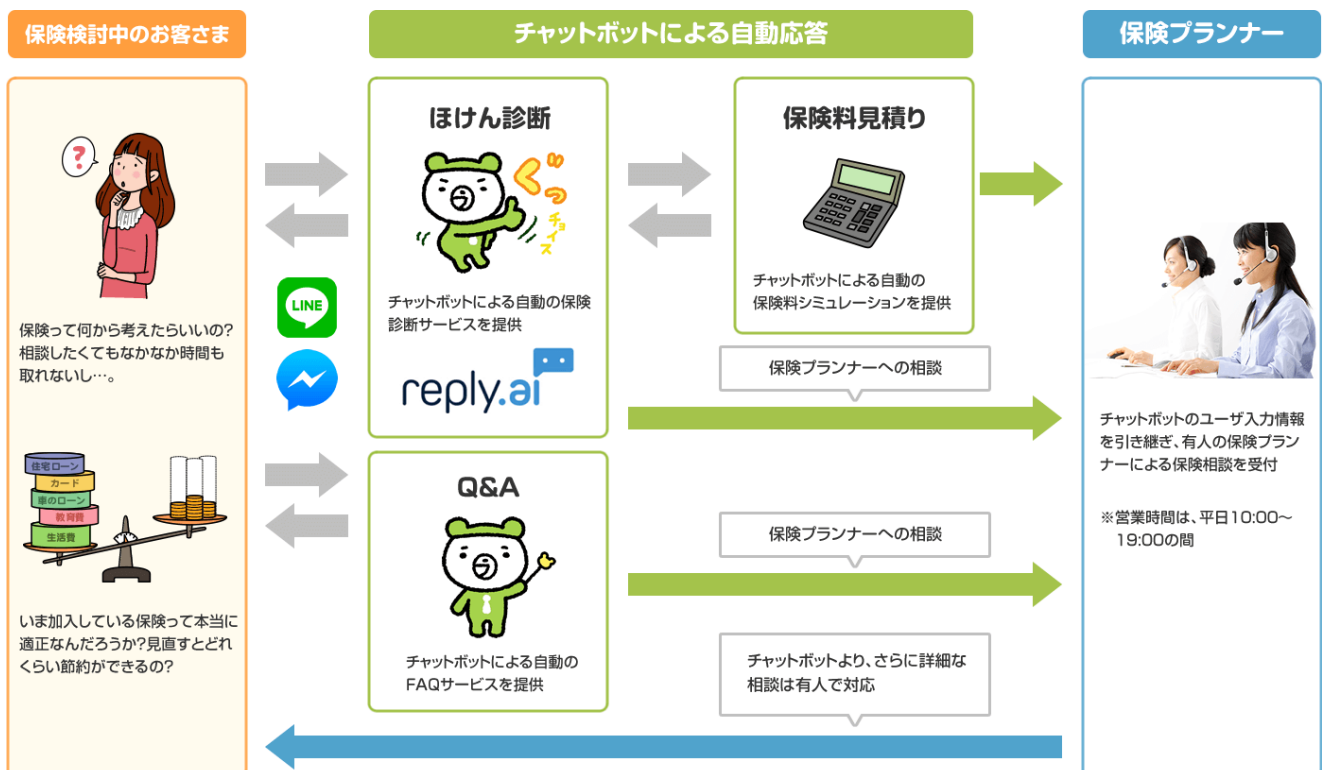 保険検討中のお客さま
チャットボットによる自動応答
保険プランナー
?
保険って何から考えたらいいの?
相談したくてもなかなか時間も
取れないし…。
住宅ローン
カード
車のローン
教育費
生活費
いま加入している保険って本当に
適正なんだろうか?見直すとどれ
くらい節約ができるの?
LINE
ほけん診断
ぐっ
チョイス
チャットボットによる自動の保険
診断サービスを提供
reply.ai
保険料見積り
チャットボットによる自動の
保険料シミュレーションを提供
保険プランナーへの相談
Q&A
チャットボットによる自動の
FAQサービスを提供
保険プランナーへの相談
チャットボットより、さらに詳細な
相談は有人で対応
チャットボットのユーザ入力情報
を引き継ぎ、有人の保険プラン
ナーによる保険相談を受付
※営業時間は、平日10:00〜
19:00の間